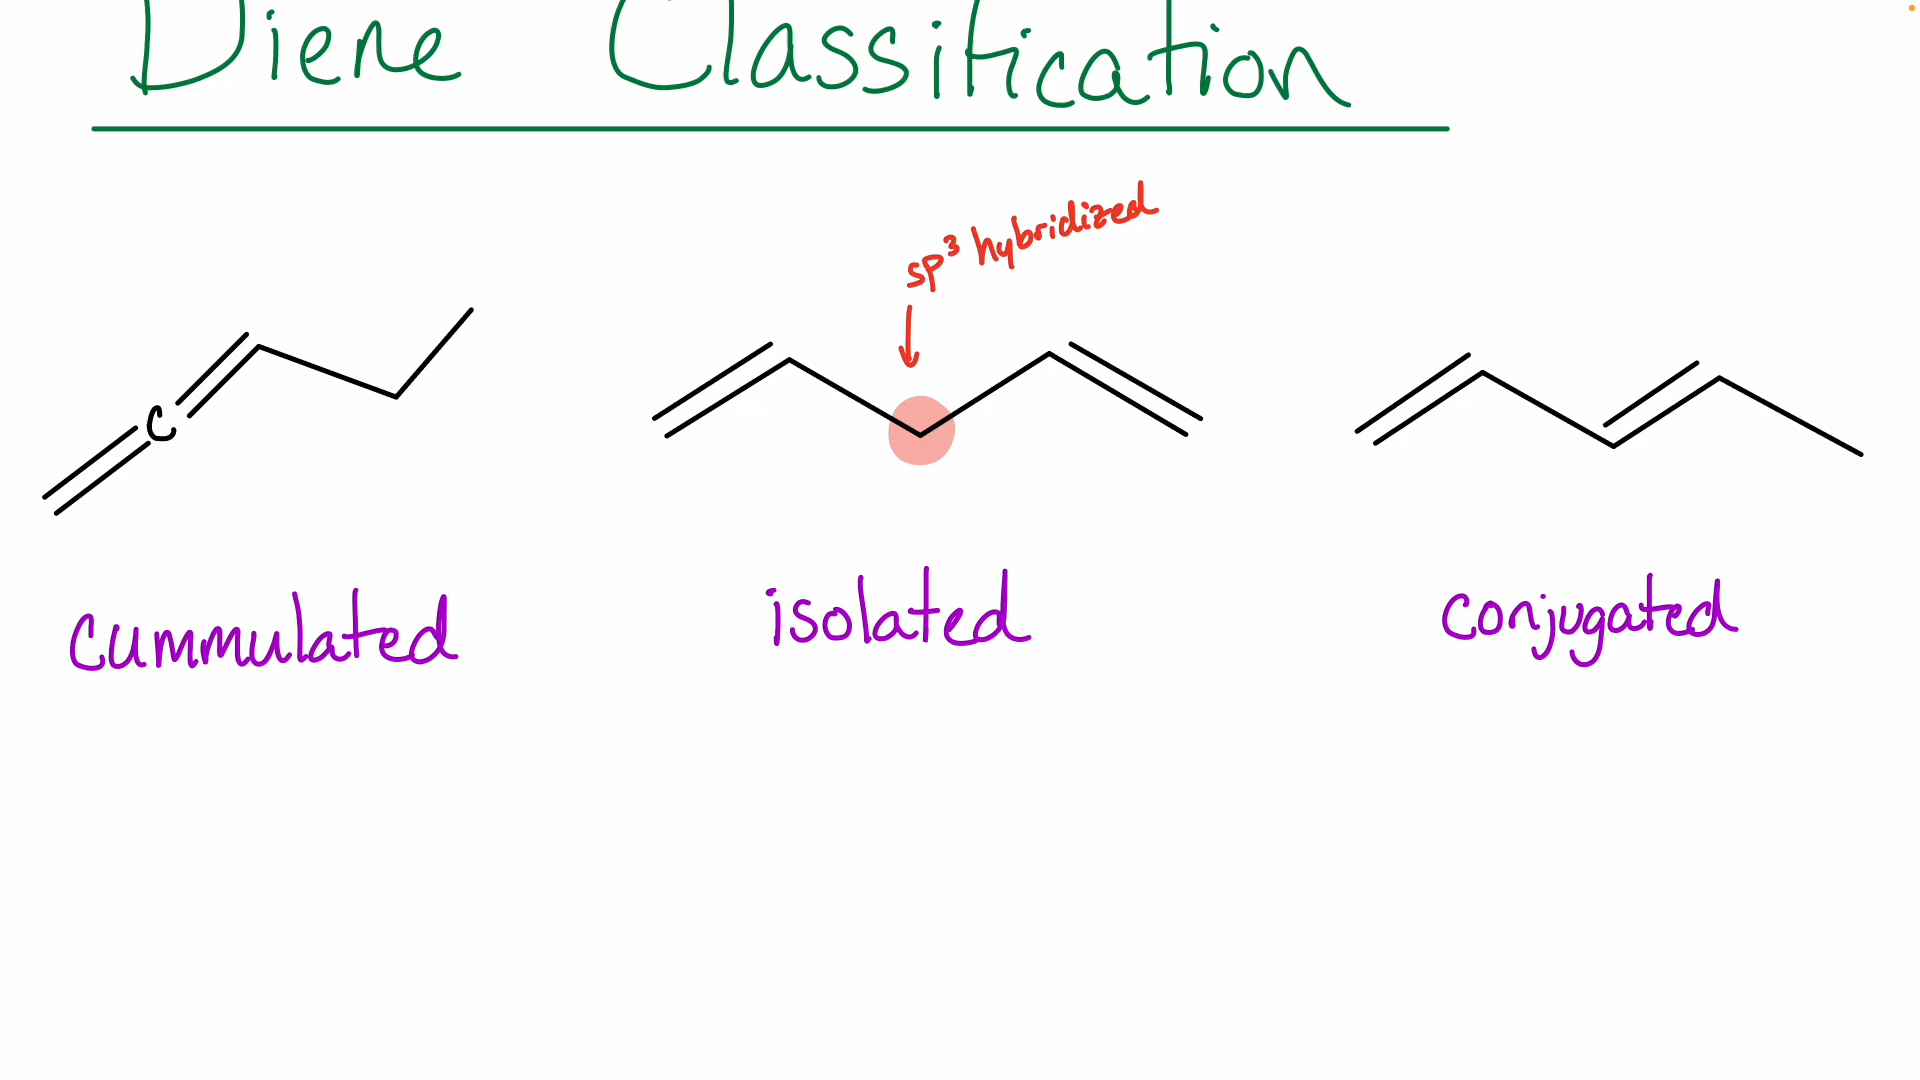 Diene Classification
sp³ hybridized
C
cummulated
isolated
conjugated